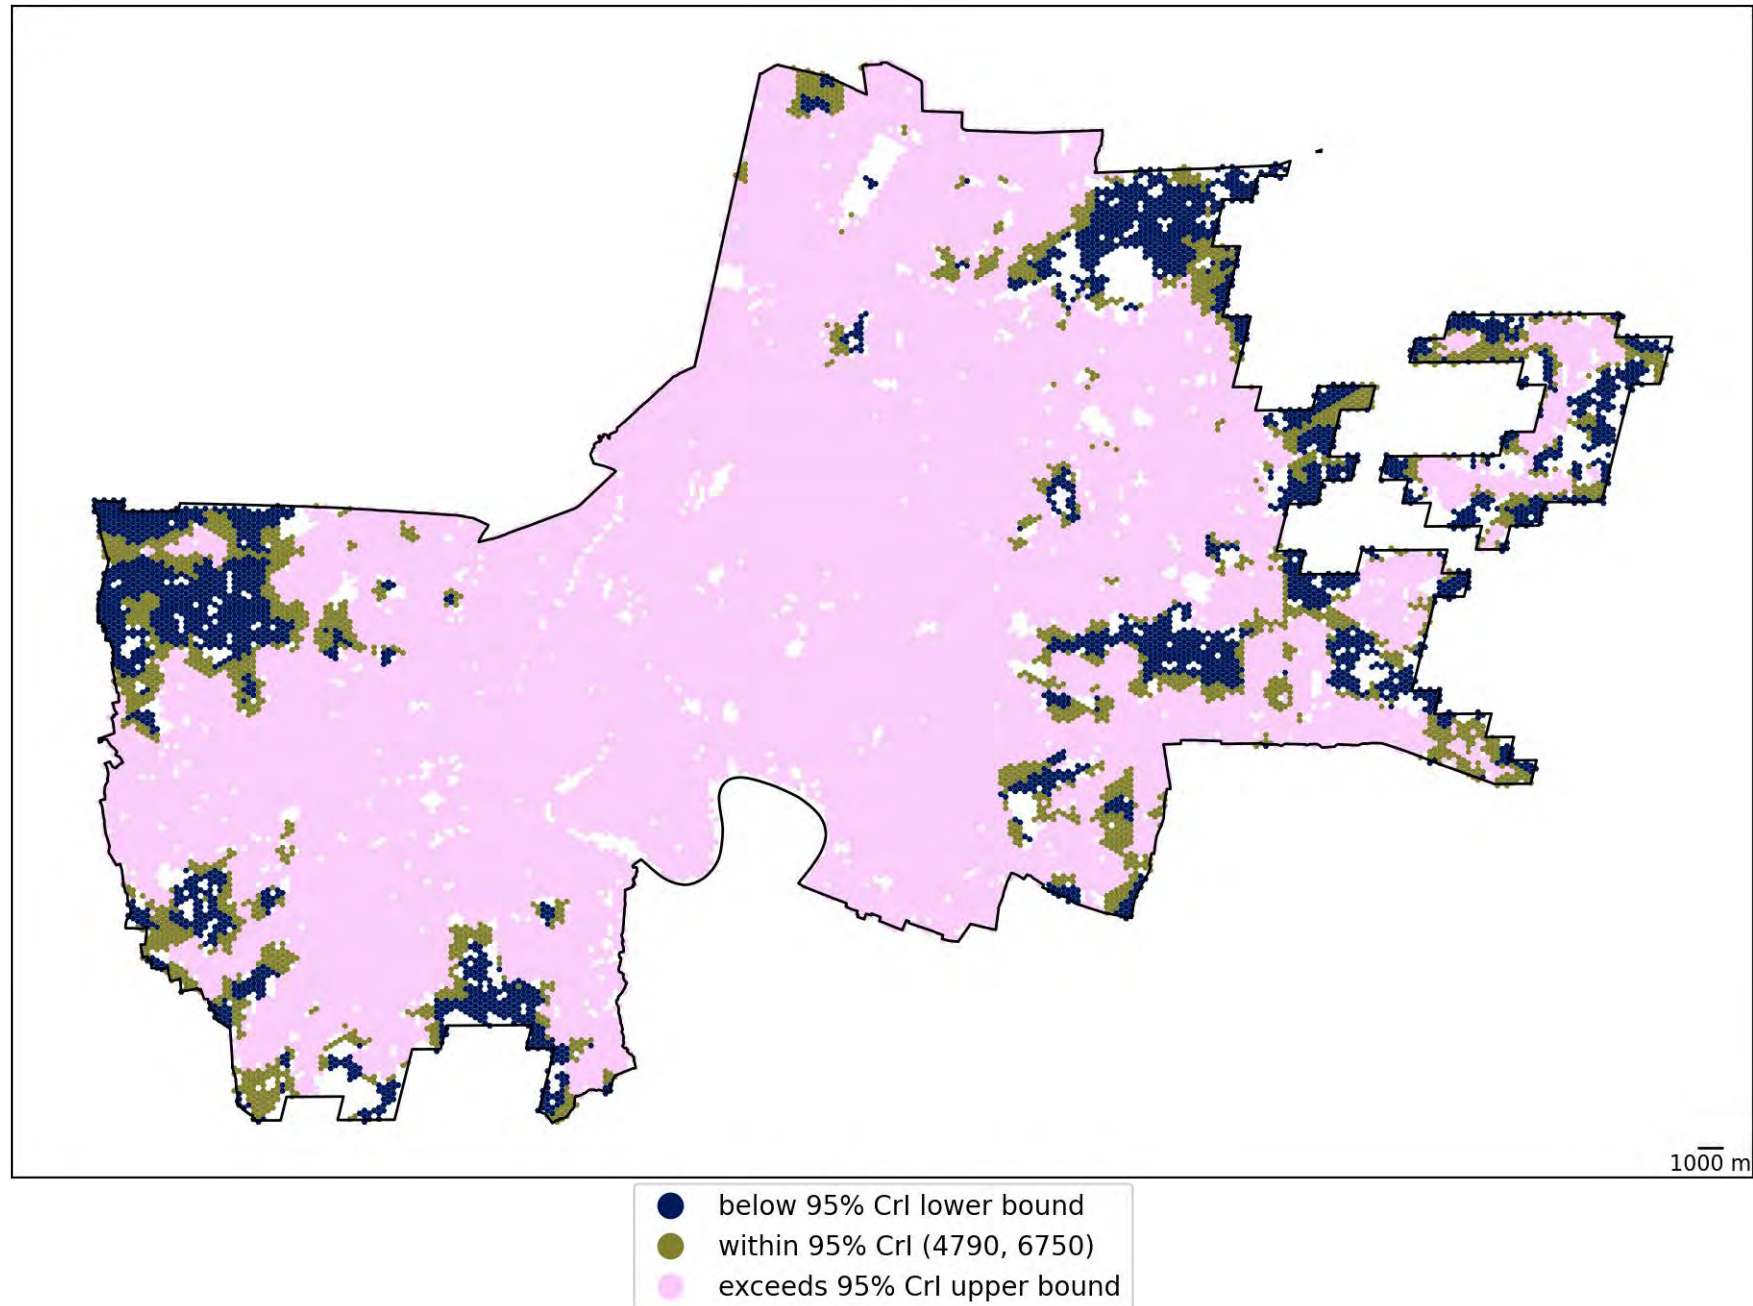 1000 m
below 95% CrI lower bound
within 95% CrI (4790, 6750)
exceeds 95% CrI upper bound